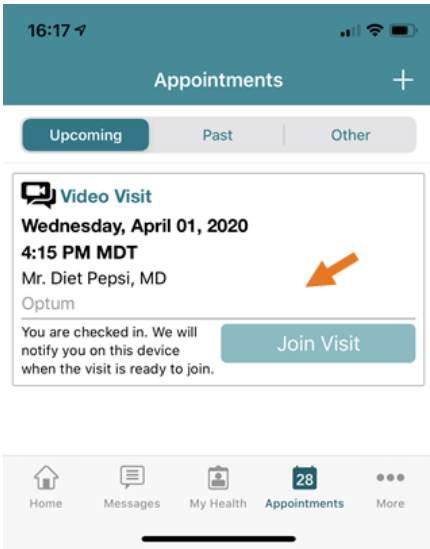 16:17
Appointments
Upcoming
Past
Other
Video Visit
Wednesday, April 01, 2020
4:15 PM MDT
Mr. Diet Pepsi, MD
Optum
You are checked in. We will
notify you on this device
when the visit is ready to join.
Join Visit
28
Home
Messages
My Health
Appointments
More